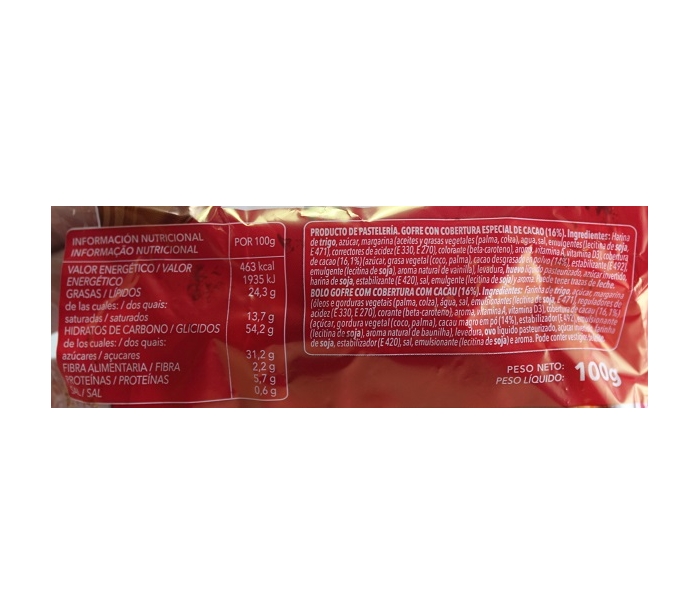 INFORMACIÓN NUTRICIONAL
INFORMAÇÃO NUTRICIONAL
POR 100g
VALOR ENERGÉTICO / VALOR 463 kcal
ENERGÉTICO 1935 kJ
GRASAS / LÍPIDOS 24,3 g
de las cuales: / dos quais:
saturadas / saturados 13,7 g
HIDRATOS DE CARBONO / GLICIDOS 54,2 g
de los cuales: / dos quais:
azúcares / açucares 31,2 g
FIBRA ALIMENTARIA / FIBRA 2,2 g
PROTEÍNAS / PROTEÍNAS 5,7 g
SAL / SAL 0,6 g
PRODUCTO DE PASTELERÍA. GOFRE CON COBERTURA ESPECIAL DE CACAO (16%). Ingredientes: Harina
de trigo, azúcar, margarina (aceites y grasas vegetales (palma, colza), agua, sal, emulgentes (lecitina de soja,
E 471), correctores de acidez (E 330, E 270), colorante (beta-caroteno), aroma, vitamina A, vitamina D3), cobertura
de cacao (16,1%) (azúcar, grasa vegetal (coco, palma), cacao desgrasado en polvo (14%), estabilizante (E 492),
emulgente (lecitina de soja), aroma natural de vainilla), levadura, huevo líquido pasteurizado, azúcar invertido,
harina de soja, estabilizante (E 420), sal, emulgente (lecitina de soja) y aroma. Puede tener trazas de leche.
BOLO GOFRE COM COBERTURA COM CACAU (16%). Ingredientes: Farinha de trigo, açúcar, margarina
(óleos e gorduras vegetais (palma, colza), água, sal, emulsionantes (lecitina de soja, E 471), reguladores de
acidez (E 330, E 270), corante (beta-caroteno), aroma, vitamina A, vitamina D3), cobertura de cacau (16,1%)
(açúcar, gordura vegetal (coco, palma), cacau magro em pó (14%), estabilizador (E 492), emulsionante
(lecitina de soja), aroma natural de baunilha), levedura, ovo líquido pasteurizado, açúcar invertido, farinha
de soja, estabilizador (E 420), sal, emulsionante (lecitina de soja) e aroma. Pode conter vestígios
PESO NETO:
PESO LÍQUIDO: 100g